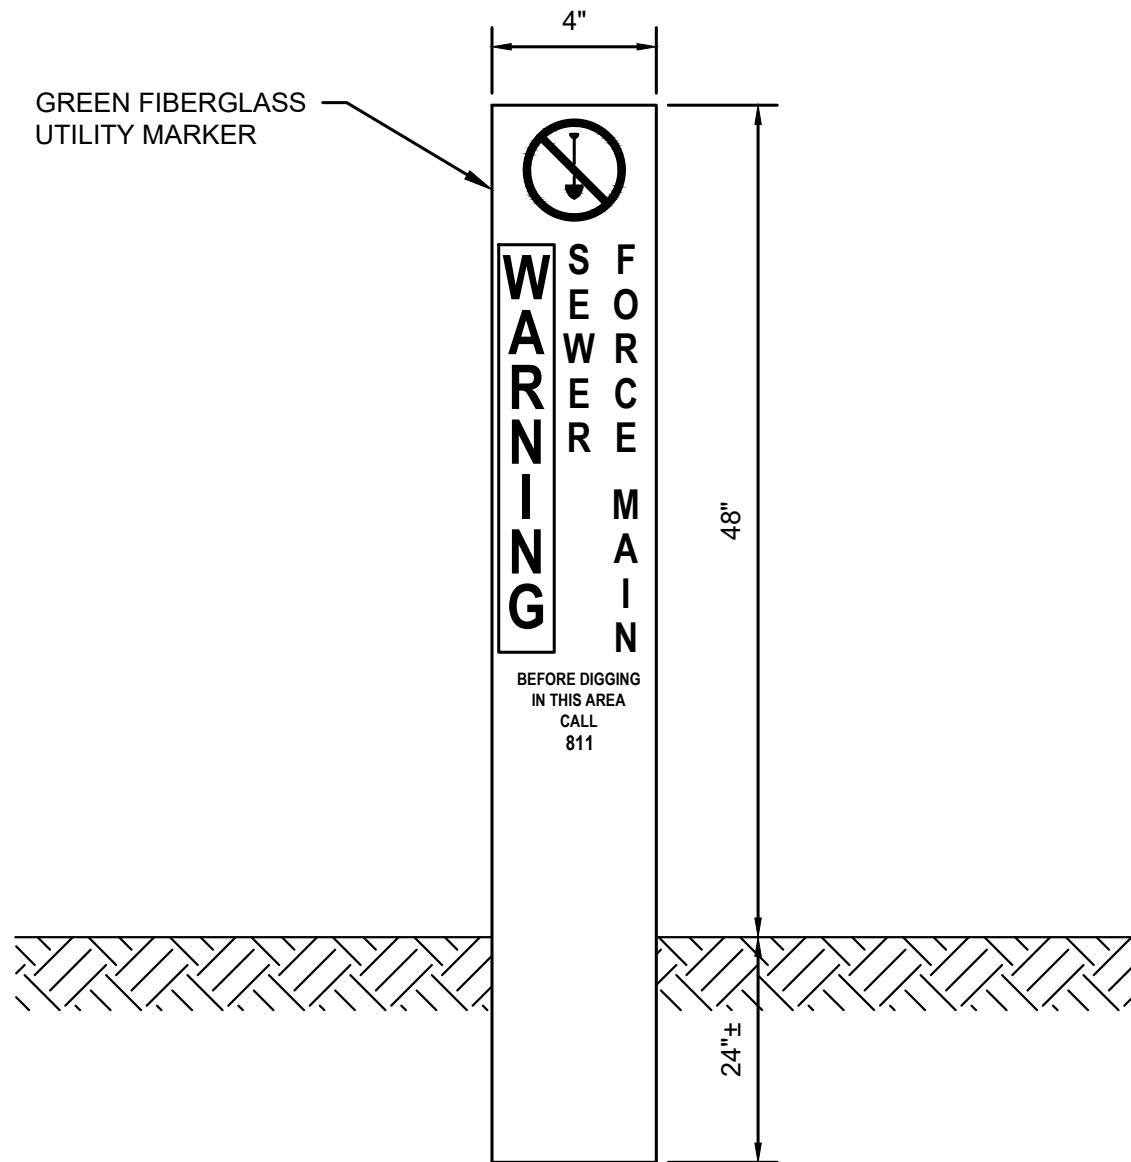 4"
GREEN FIBERGLASS
UTILITY MARKER
WARNING
SEWER
FORCE MAIN
BEFORE DIGGING
IN THIS AREA
CALL
811
48"
24"±